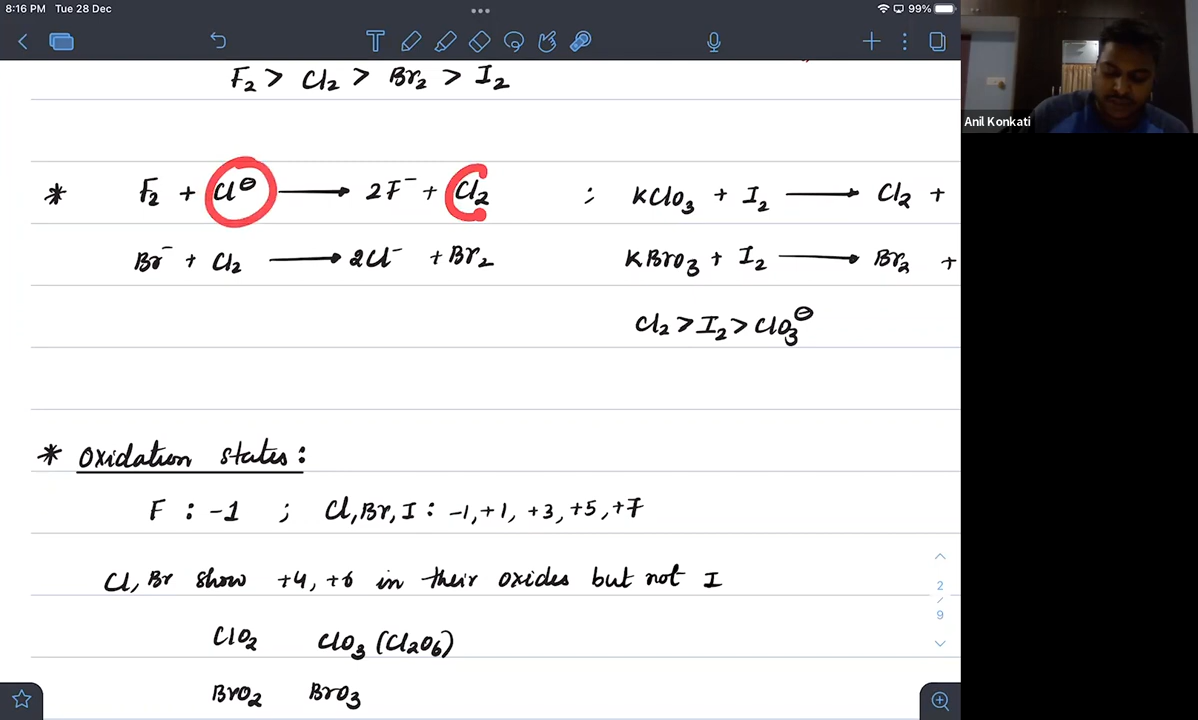 8:16 PM Tue 28 Dec
99%
Anil Konkati
F₂ > Cl₂ > Br₂ > I₂
* F₂ + Cl⊖ ⟶ 2F⁻ + Cl₂ ; KClO₃ + I₂ ⟶ Cl₂ +
Br⁻ + Cl₂ ⟶ 2Cl⁻ + Br₂ KBrO₃ + I₂ ⟶ Br₂ +
Cl₂ > I₂ > ClO₃⊖
* Oxidation states :
F : -1 ; Cl, Br, I : -1, +1, +3, +5, +7
Cl, Br show +4, +6 in their oxides but not I
2
/
9
ClO₂ ClO₃ (Cl₂O₆)
BrO₂ BrO₃